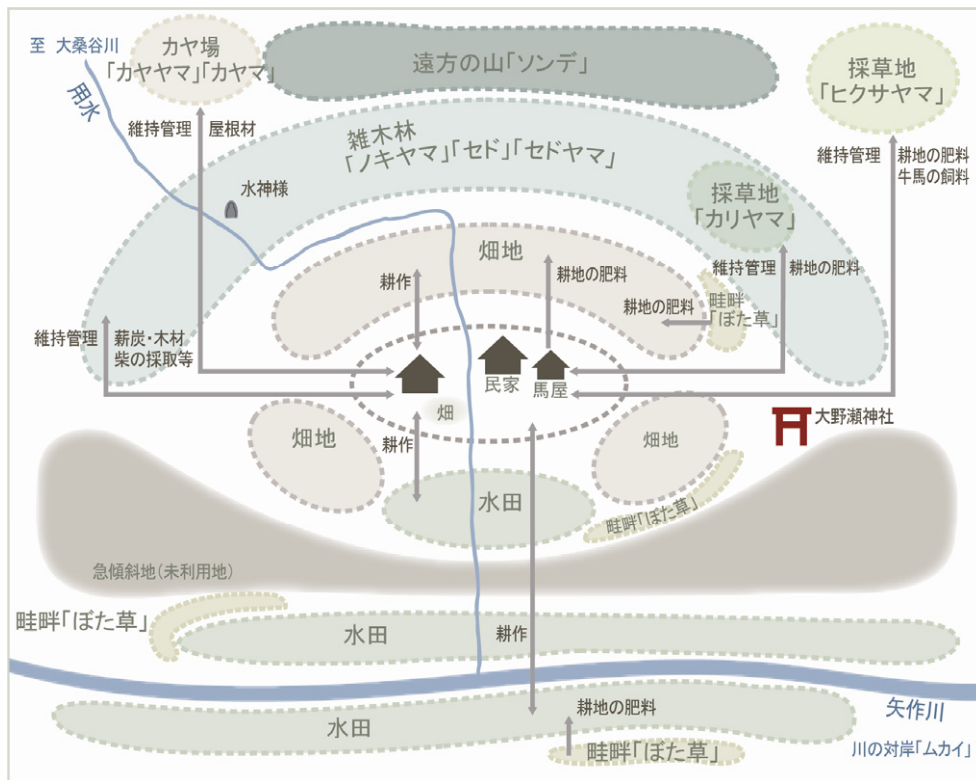 至 大桑谷川
用水
カヤ場
「カヤヤマ」「カヤマ」
遠方の山「ソンデ」
採草地
「ヒクサヤマ」
維持管理
屋根材
雑木林
「ノキヤマ」「セド」「セドヤマ」
維持管理
耕地の肥料
牛馬の飼料
水神様
採草地
「カリヤマ」
畑地
耕作
耕地の肥料
維持管理
耕地の肥料
耕地の肥料
畦畔
「ぼた草」
維持管理
薪炭・木材
柴の採取等
民家
馬屋
畑
大野瀬神社
畑地
耕作
畑地
水田
畦畔「ぼた草」
急傾斜地(未利用地)
畦畔「ぼた草」
水田
耕作
水田
耕地の肥料
矢作川
畦畔「ぼた草」
川の対岸「ムカイ」